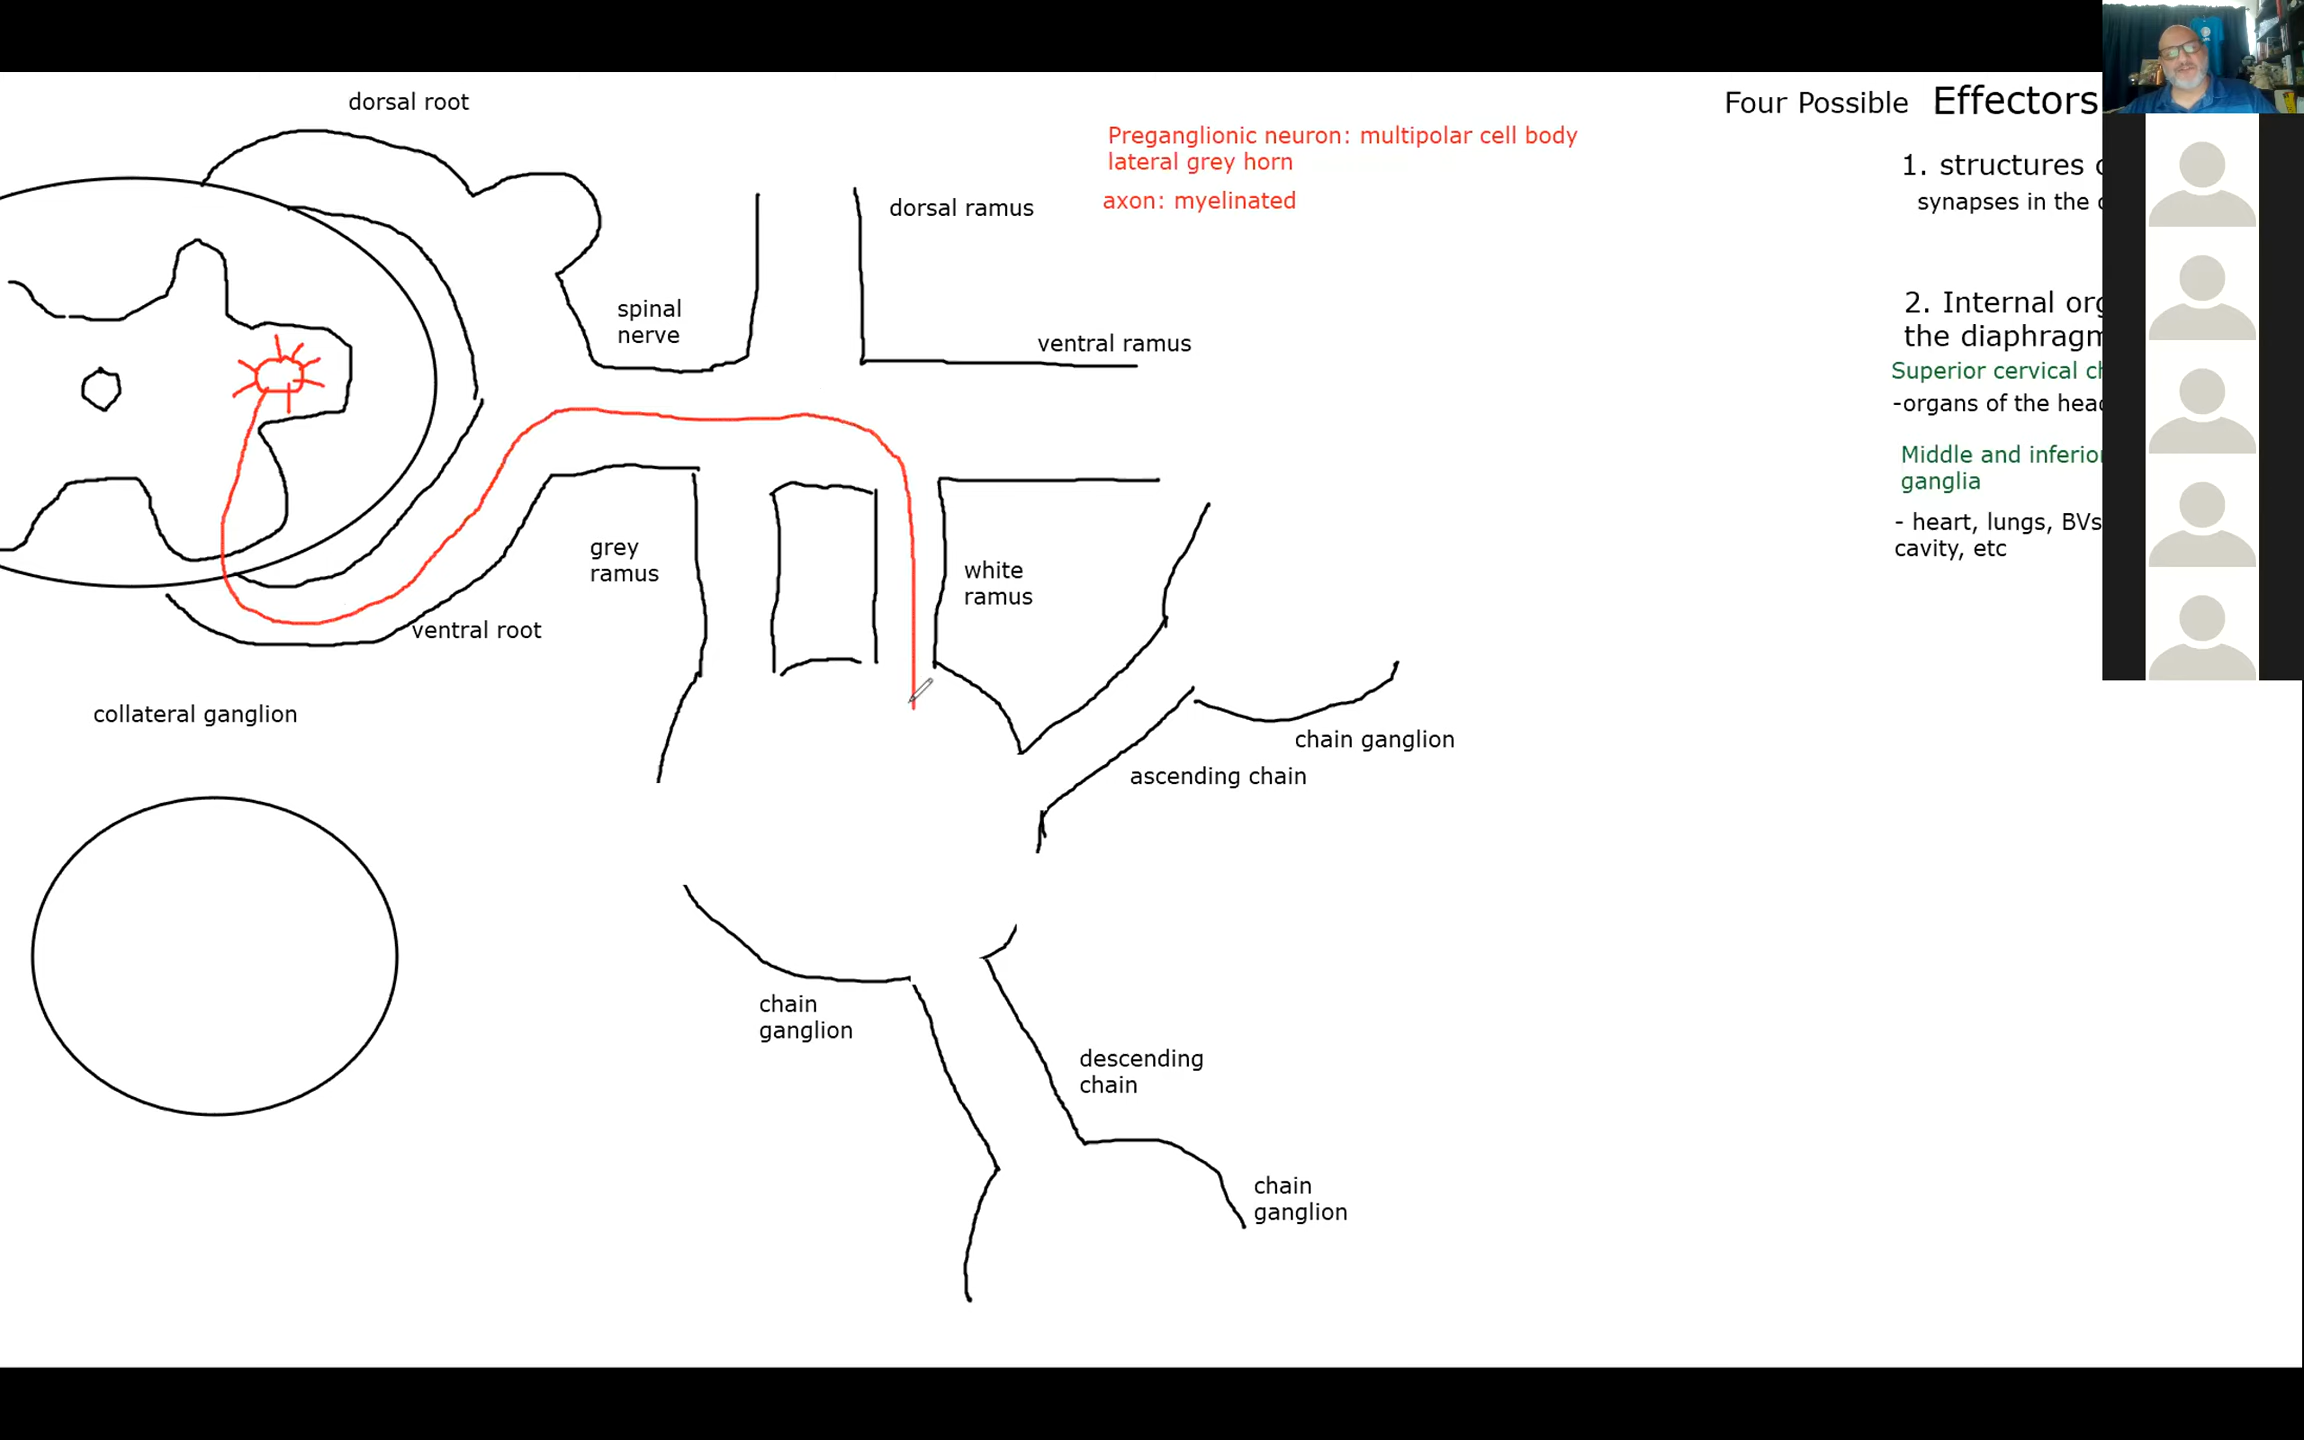 dorsal root
Four Possible Effectors
Preganglionic neuron: multipolar cell body
lateral grey horn
axon: myelinated
1. structures
synapses in the
dorsal ramus
spinal
nerve
ventral ramus
2. Internal
the
Superior cervical
-organs of the
Middle and
ganglia
- heart, lungs, BVs
cavity, etc
grey
ramus
white
ramus
ventral root
collateral ganglion
chain ganglion
ascending chain
chain
ganglion
descending
chain
chain
ganglion